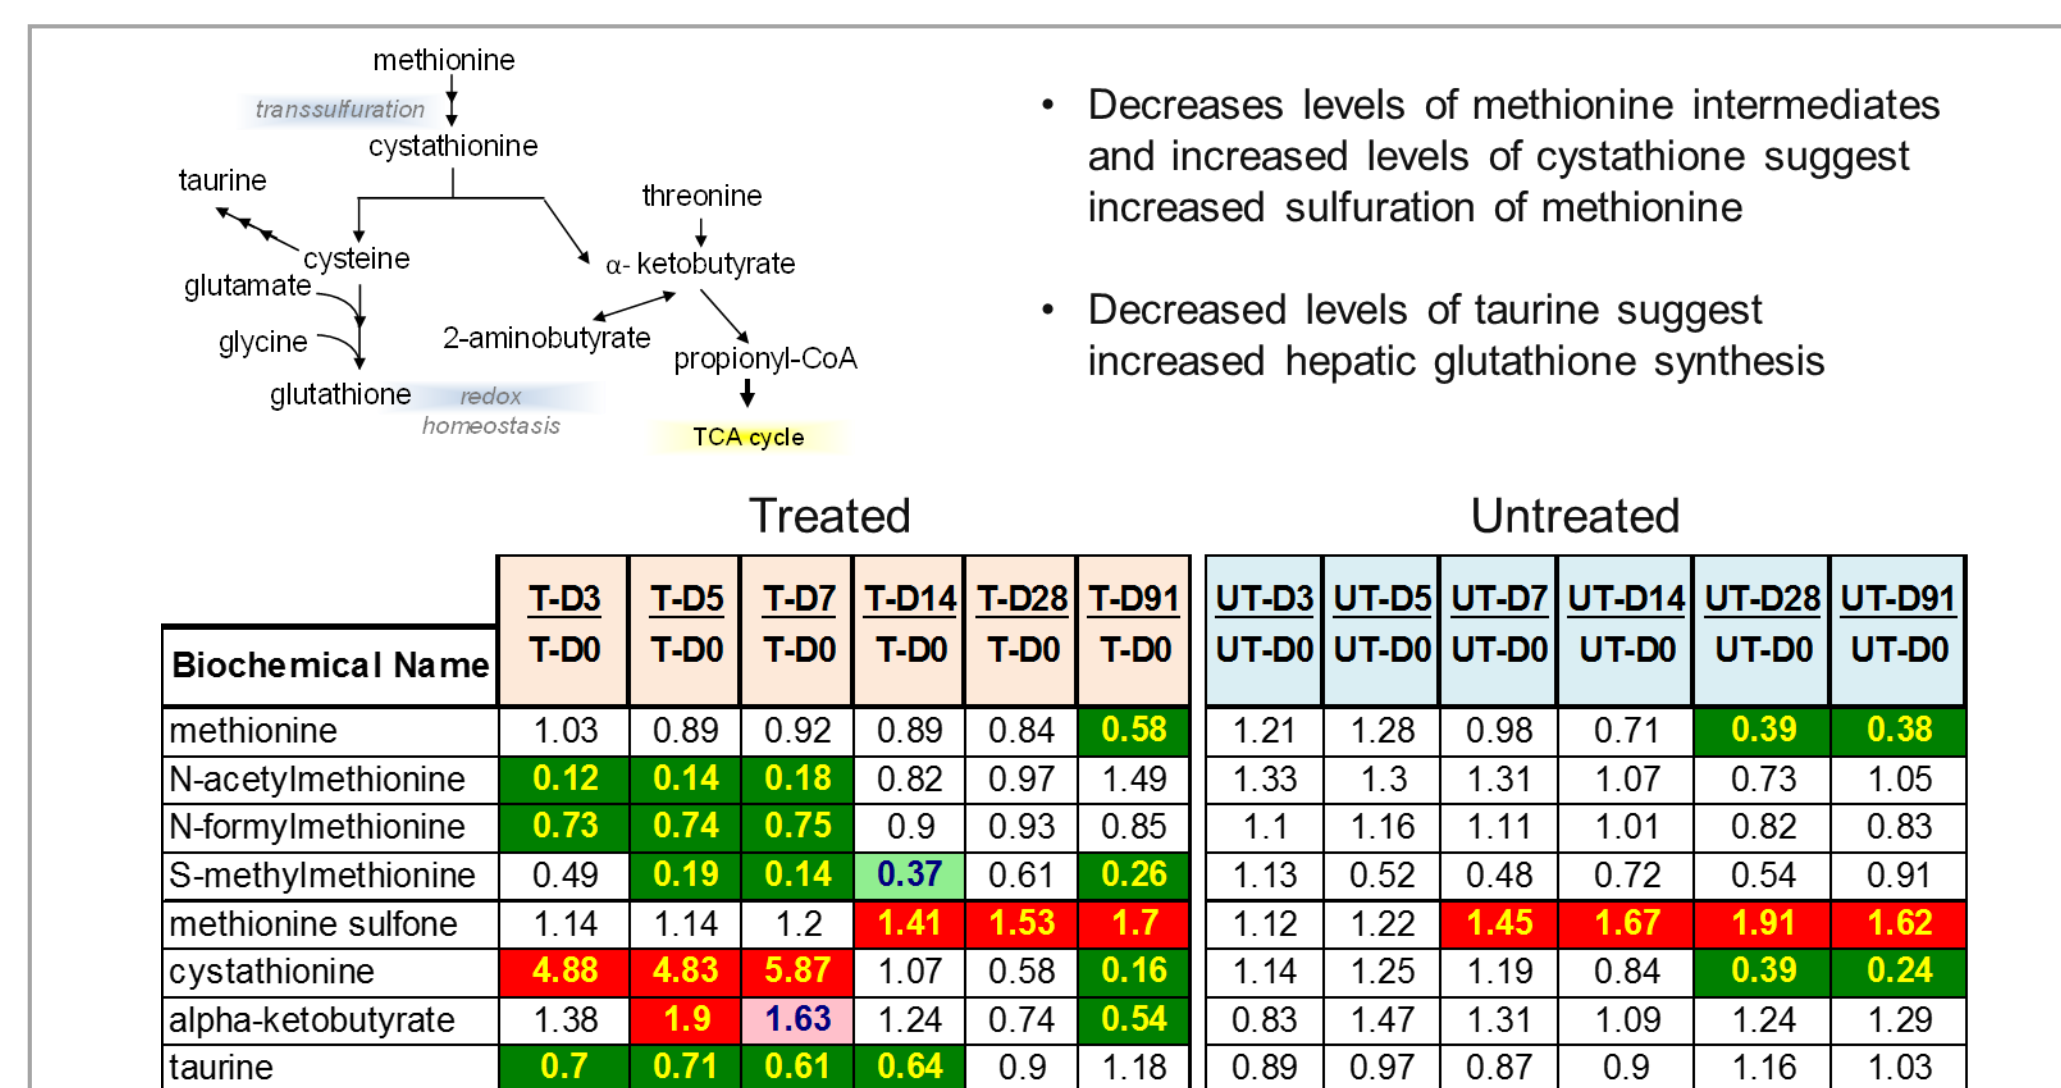 methionine
transsulfuration
cystathionine
taurine
threonine
cysteine
α- ketobutyrate
glutamate
glycine
2-aminobutyrate
propionyl-CoA
glutathione
redox
homeostasis
TCA cycle
• Decreases levels of methionine intermediates
and increased levels of cystathione suggest
increased sulfuration of methionine
• Decreased levels of taurine suggest
increased hepatic glutathione synthesis
Treated Untreated
T-D3 T-D5 T-D7 T-D14 T-D28 T-D91 UT-D3 UT-D5 UT-D7 UT-D14 UT-D28 UT-D91
Biochemical Name T-D0 T-D0 T-D0 T-D0 T-D0 T-D0 UT-D0 UT-D0 UT-D0 UT-D0 UT-D0 UT-D0
methionine 1.03 0.89 0.92 0.89 0.84 0.58 1.21 1.28 0.98 0.71 0.39 0.38
N-acetylmethionine 0.12 0.14 0.18 0.82 0.97 1.49 1.33 1.3 1.31 1.07 0.73 1.05
N-formylmethionine 0.73 0.74 0.75 0.9 0.93 0.85 1.1 1.16 1.11 1.01 0.82 0.83
S-methylmethionine 0.49 0.19 0.14 0.37 0.61 0.26 1.13 0.52 0.48 0.72 0.54 0.91
methionine sulfone 1.14 1.14 1.2 1.41 1.53 1.7 1.12 1.22 1.45 1.67 1.91 1.62
cystathionine 4.88 4.83 5.87 1.07 0.58 0.16 1.14 1.25 1.19 0.84 0.39 0.24
alpha-ketobutyrate 1.38 1.9 1.63 1.24 0.74 0.54 0.83 1.47 1.31 1.09 1.24 1.29
taurine 0.7 0.71 0.61 0.64 0.9 1.18 0.89 0.97 0.87 0.9 1.16 1.03